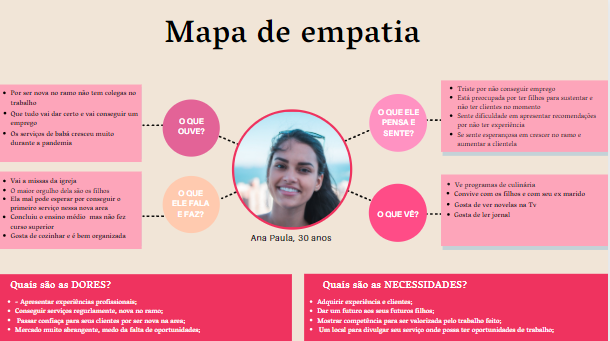 Mapa de empatia
Por ser nova no ramo não tem colegas no
trabalho
Que tudo vai dar certo e vai conseguir um
emprego
Os serviços de babá cresceu muito
durante a pandemia
O QUE
OUVE?
O QUE ELE
PENSA E
SENTE?
Triste por não conseguir emprego
Está preocupada por ter filhos para sustentar e
não ter clientes no momento
Sente dificuldade em apresentar recomendações
por não ter experiência
Se sente esperançosa em crescer no ramo e
aumentar a clientela
Vai a missas da igreja
O maior orgulho dela são os filhos
Ela mal pode esperar por conseguir o
primeiro serviço nessa nova area
Concluiu o ensino médio mas não fez
curso superior
Gosta de cozinhar e é bem organizada
O QUE
ELE FALA
E FAZ?
O QUE VÊ?
Ve programas de culinária
Convive com os filhos e com seu ex marido
Gosta de ver novelas na Tv
Gosta de ler jornal
Ana Paula, 30 anos
Quais são as DORES?
- Apresentar experiências profissionais;
Conseguir serviços regurlamente, nova no ramo;
Passar confiaça para seus clientes por ser nova na area;
Mercado muito abrangente, medo da falta de oportunidades;
Quais são as NECESSIDADES?
Adquirir experiência e clientes;
Dar um futuro aos seus futuros filhos;
Mostrar competência para ser valorizada pelo trabalho feito;
Um local para divulgar seu serviço onde possa ter oportunidades de trabalho;